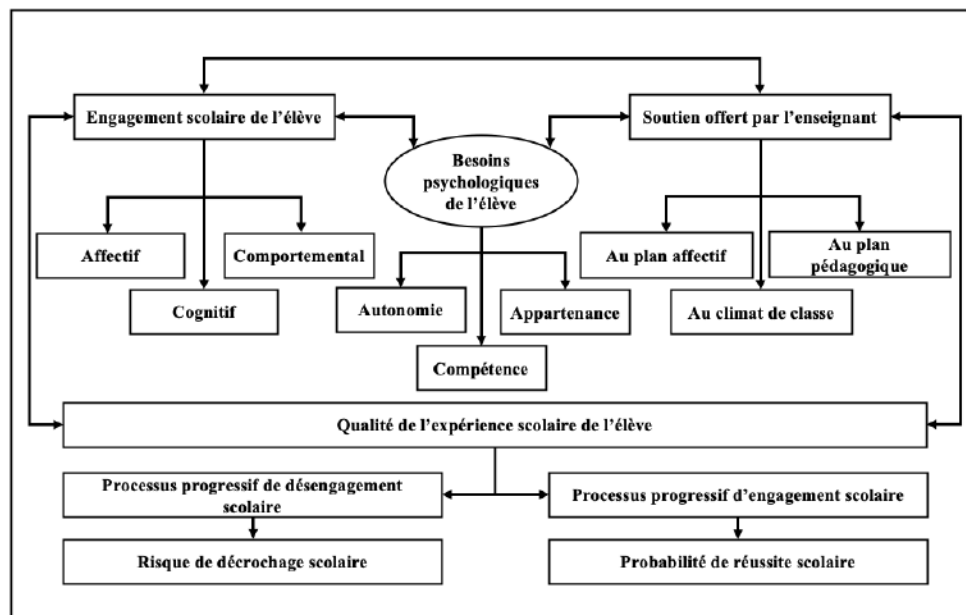 Engagement scolaire de l'élève
Soutien offert par l'enseignant
Besoins
psychologiques
de l'élève
Affectif
Comportemental
Cognitif
Autonomie
Appartenance
Compétence
Au plan affectif
Au plan
pédagogique
Au climat de classe
Qualité de l'expérience scolaire de l'élève
Processus progressif de désengagement
scolaire
Processus progressif d'engagement scolaire
Risque de décrochage scolaire
Probabilité de réussite scolaire